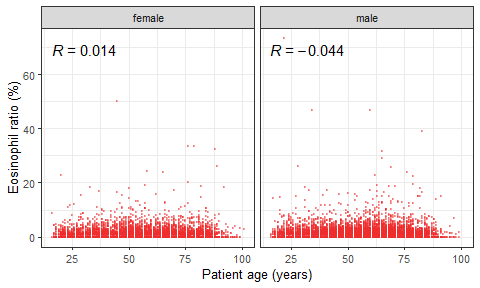 female
male
R = 0.014
R = −0.044
Eosinophil ratio (%)
60
40
20
0
25
50
75
100
25
50
75
100
Patient age (years)